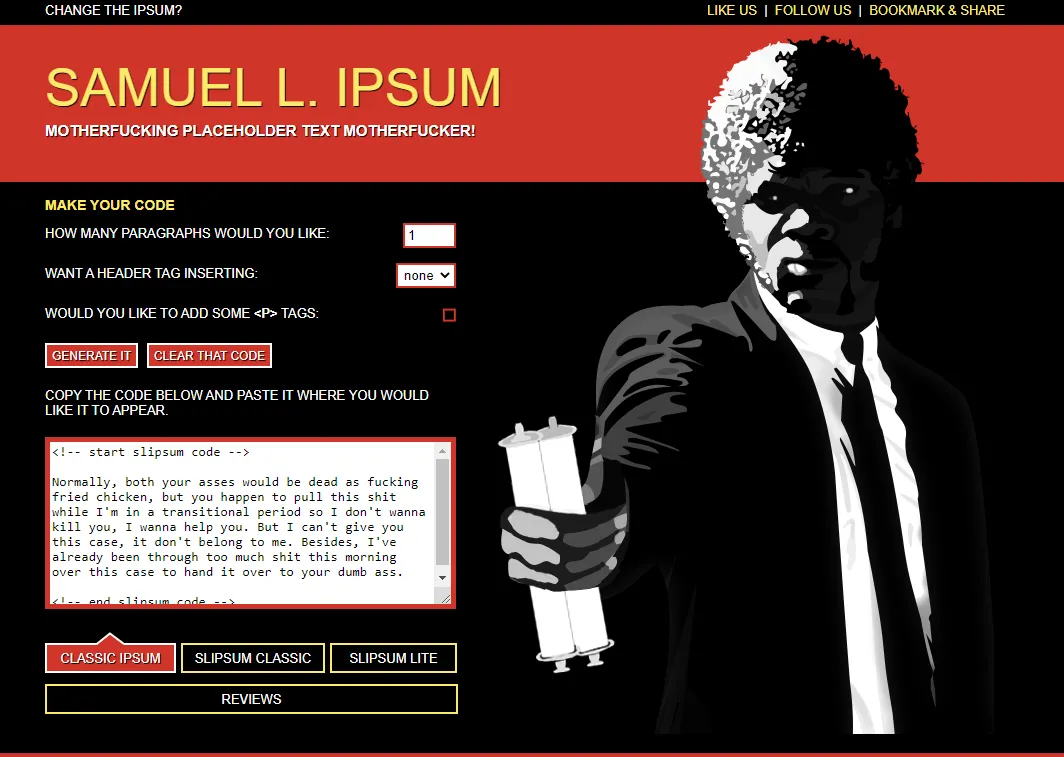 CHANGE THE IPSUM?
LIKE US | FOLLOW US | BOOKMARK & SHARE
SAMUEL L. IPSUM
MOTHERFUCKING PLACEHOLDER TEXT MOTHERFUCKER!
MAKE YOUR CODE
HOW MANY PARAGRAPHS WOULD YOU LIKE:
1
WANT A HEADER TAG INSERTING:
none
WOULD YOU LIKE TO ADD SOME <P> TAGS:
GENERATE IT
CLEAR THAT CODE
COPY THE CODE BELOW AND PASTE IT WHERE YOU WOULD
LIKE IT TO APPEAR.
<!-- start slipsum code -->
Normally, both your asses would be dead as fucking
fried chicken, but you happen to pull this shit
while I'm in a transitional period so I don't wanna
kill you, I wanna help you. But I can't give you
this case, it don't belong to me. Besides, I've
already been through too much shit this morning
over this case to hand it over to your dumb ass.
<!-- end slipsum code -->
CLASSIC IPSUM
SLIPSUM CLASSIC
SLIPSUM LITE
REVIEWS